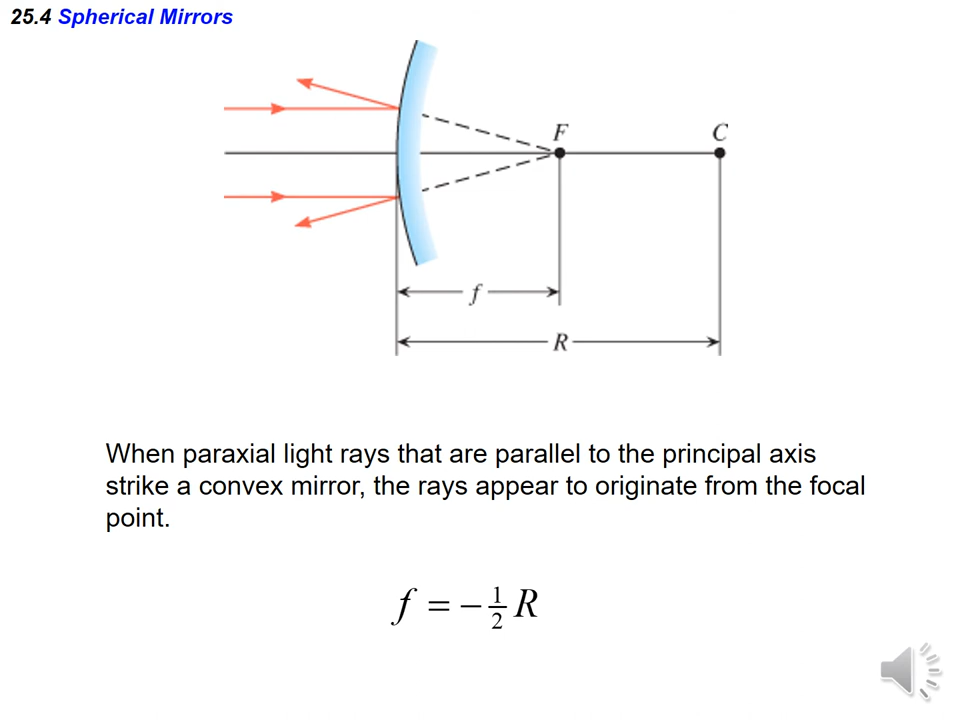 25.4 Spherical Mirrors
F
C
f
R
When paraxial light rays that are parallel to the principal axis
strike a convex mirror, the rays appear to originate from the focal
point.
f = −½ R